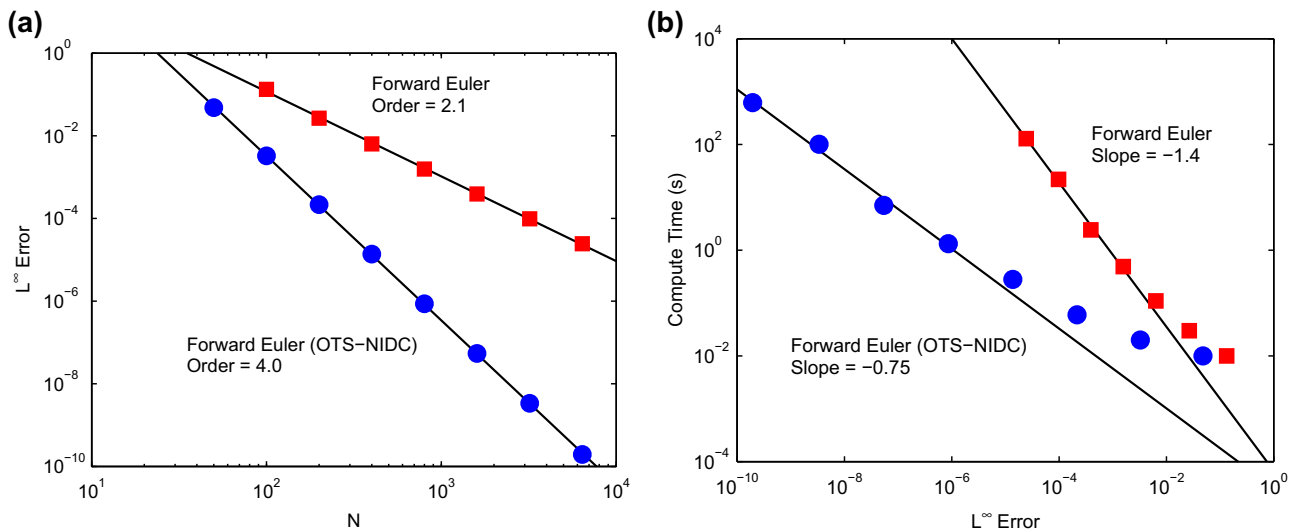 (a)
10^0
10^−2
10^−4
10^−6
10^−8
10^−10
L^∞ Error
Forward Euler
Order = 2.1
Forward Euler (OTS−NIDC)
Order = 4.0
10^1
10^2
10^3
10^4
N
(b)
10^4
10^2
10^0
10^−2
10^−4
Compute Time (s)
Forward Euler
Slope = −1.4
Forward Euler (OTS−NIDC)
Slope = −0.75
10^−10
10^−8
10^−6
10^−4
10^−2
10^0
L^∞ Error